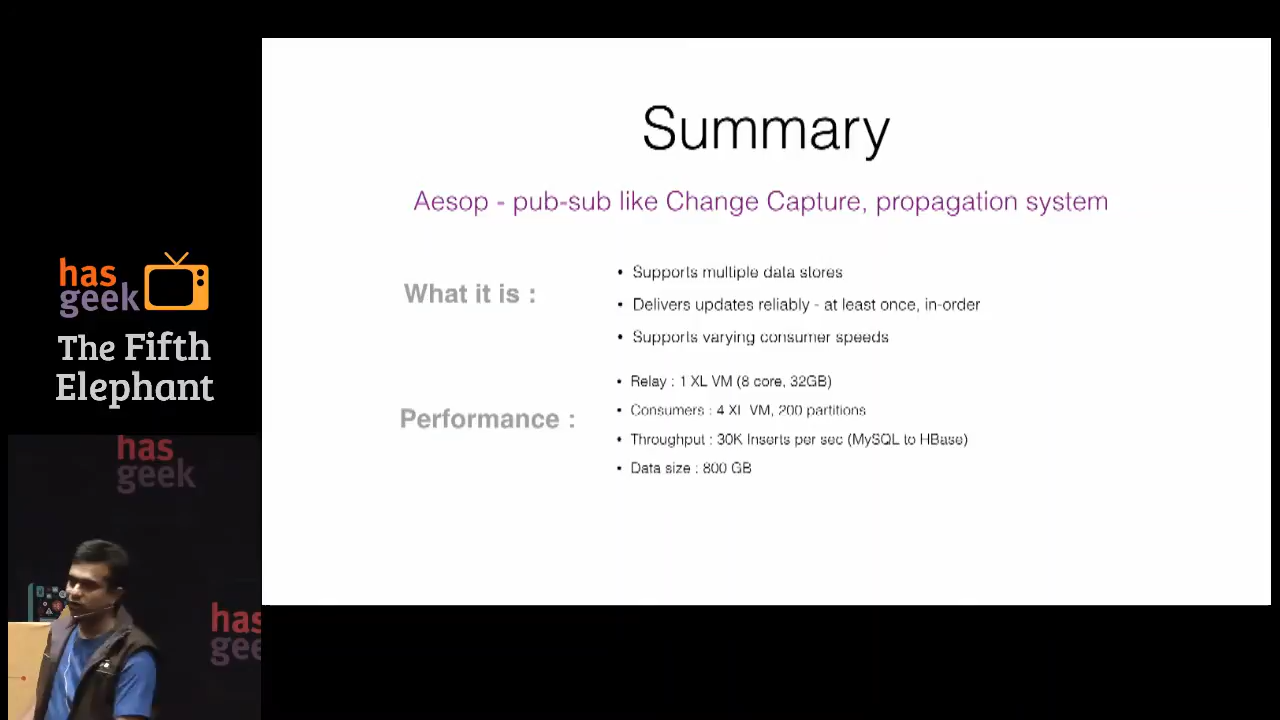 Summary
Aesop - pub-sub like Change Capture, propagation system
What it is :
• Supports multiple data stores
• Delivers updates reliably - at least once, in-order
• Supports varying consumer speeds
Performance :
• Relay : 1 XL VM (8 core, 32GB)
• Consumers : 4 XL VM, 200 partitions
• Throughput : 30K Inserts per sec (MySQL to HBase)
• Data size : 800 GB
has
geek
The Fifth
Elephant
has
geek
has
gee